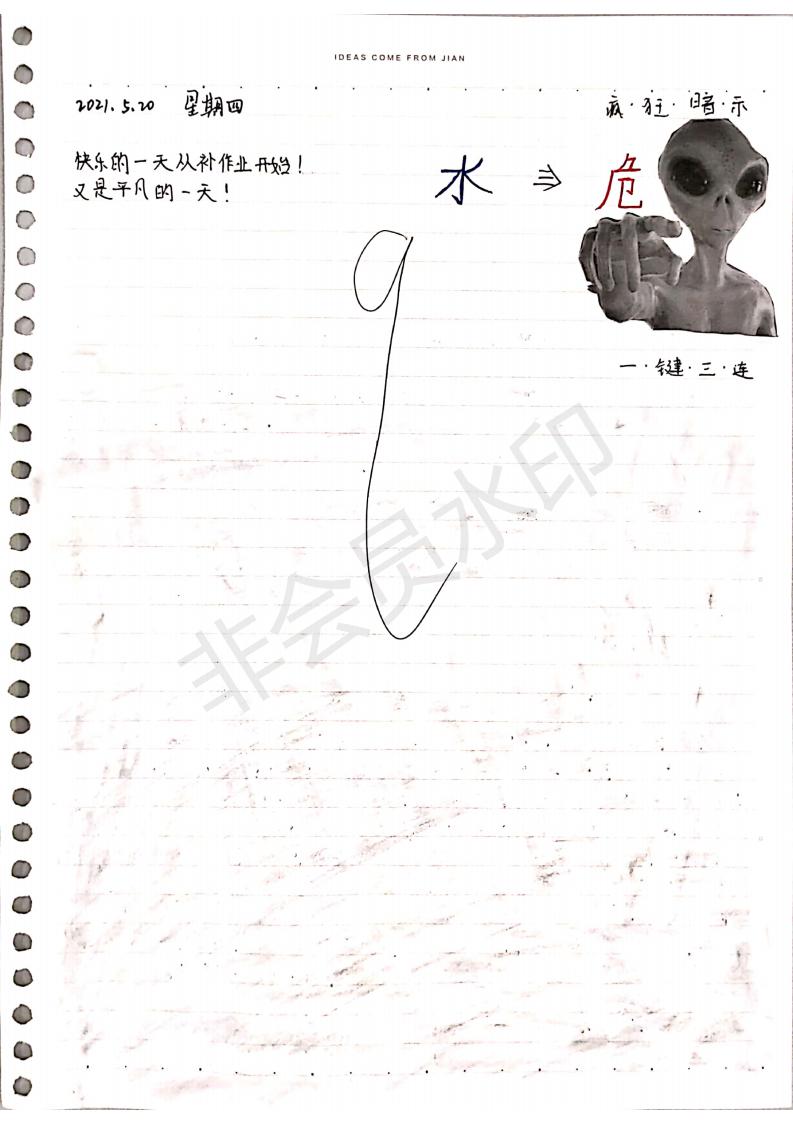 IDEAS COME FROM JIAN
2021.5.20 星期四
疯·狂·暗·示
快乐的一天从补作业开始！
又是平凡的一天！
水 ⇒ 危
一·键·三·连
非会员水印